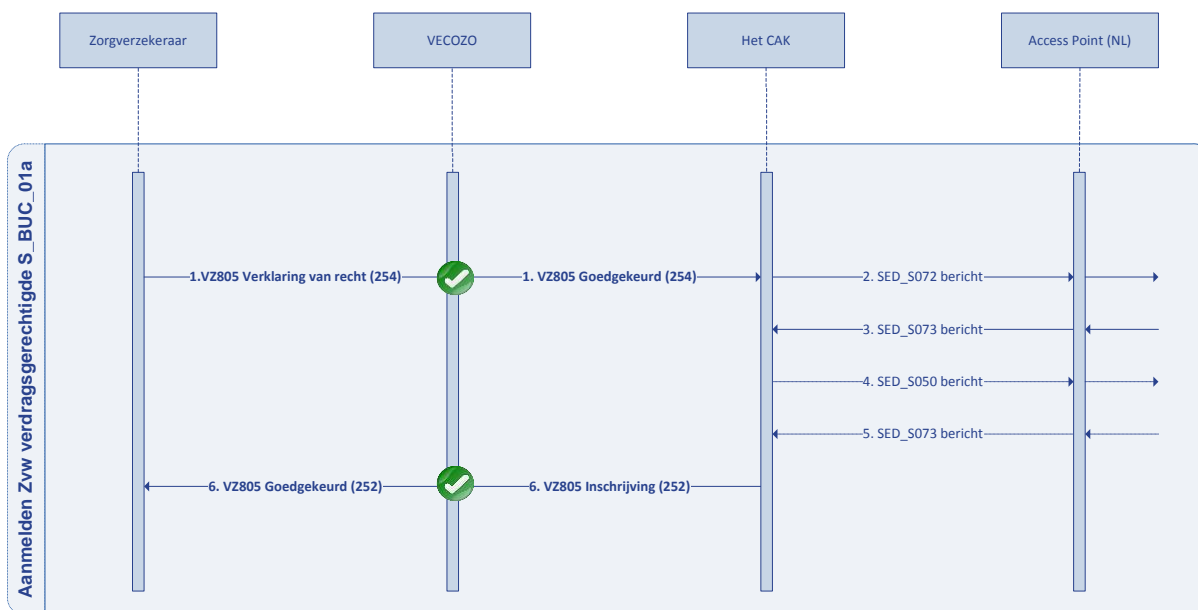 Zorgverzekeraar
VECOZO
Het CAK
Access Point (NL)
Aanmelden Zvw verdragsgerechtigde S_BUC_01a
1.VZ805 Verklaring van recht (254)
1. VZ805 Goedgekeurd (254)
2. SED_S072 bericht
3. SED_S073 bericht
4. SED_S050 bericht
5. SED_S073 bericht
6. VZ805 Goedgekeurd (252)
6. VZ805 Inschrijving (252)